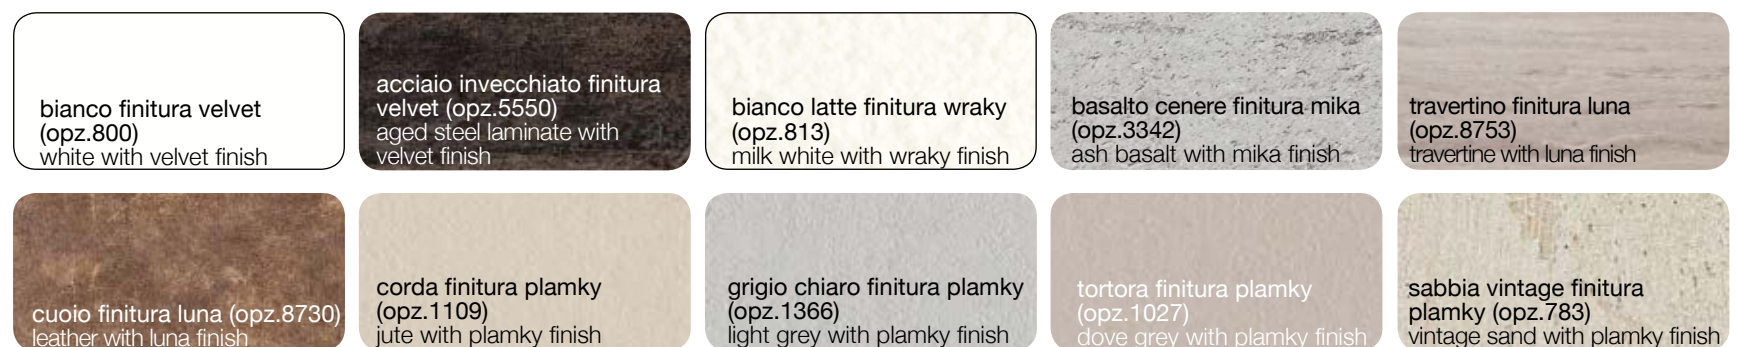 bianco finitura velvet
(opz.800)
white with velvet finish
acciaio invecchiato finitura
velvet (opz.5550)
aged steel laminate with
velvet finish
bianco latte finitura wraky
(opz.813)
milk white with wraky finish
basalto cenere finitura mika
(opz.3342)
ash basalt with mika finish
travertino finitura luna
(opz.8753)
travertine with luna finish
cuoio finitura luna (opz.8730)
leather with luna finish
corda finitura plamky
(opz.1109)
jute with plamky finish
grigio chiaro finitura plamky
(opz.1366)
light grey with plamky finish
tortora finitura plamky
(opz.1027)
dove grey with plamky finish
sabbia vintage finitura
plamky (opz.783)
vintage sand with plamky finish